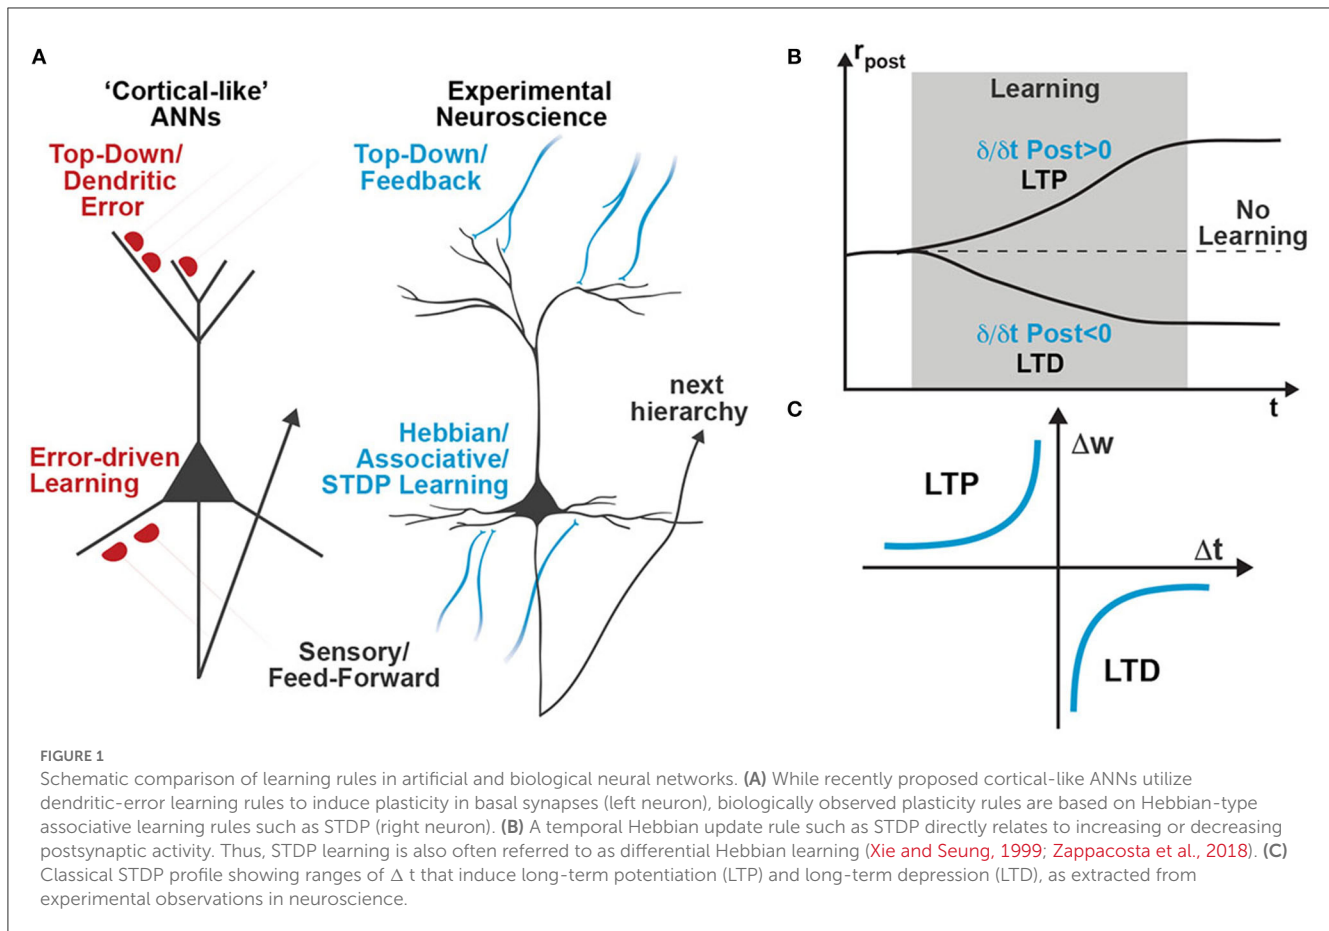 A
'Cortical-like'
ANNs
Top-Down/
Dendritic
Error
Error-driven
Learning
Experimental
Neuroscience
Top-Down/
Feedback
Hebbian/
Associative/
STDP Learning
next
hierarchy
Sensory/
Feed-Forward
B
r_post
Learning
δ/δt Post>0
LTP
No
Learning
δ/δt Post<0
LTD
t
C
Δw
LTP
Δt
LTD
FIGURE 1
Schematic comparison of learning rules in artificial and biological neural networks. (A) While recently proposed cortical-like ANNs utilize
dendritic-error learning rules to induce plasticity in basal synapses (left neuron), biologically observed plasticity rules are based on Hebbian-type
associative learning rules such as STDP (right neuron). (B) A temporal Hebbian update rule such as STDP directly relates to increasing or decreasing
postsynaptic activity. Thus, STDP learning is also often referred to as differential Hebbian learning (Xie and Seung, 1999; Zappacosta et al., 2018). (C)
Classical STDP profile showing ranges of Δ t that induce long-term potentiation (LTP) and long-term depression (LTD), as extracted from
experimental observations in neuroscience.